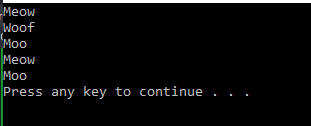 Meow
Woof
Moo
Meow
Moo
Press any key to continue . . .